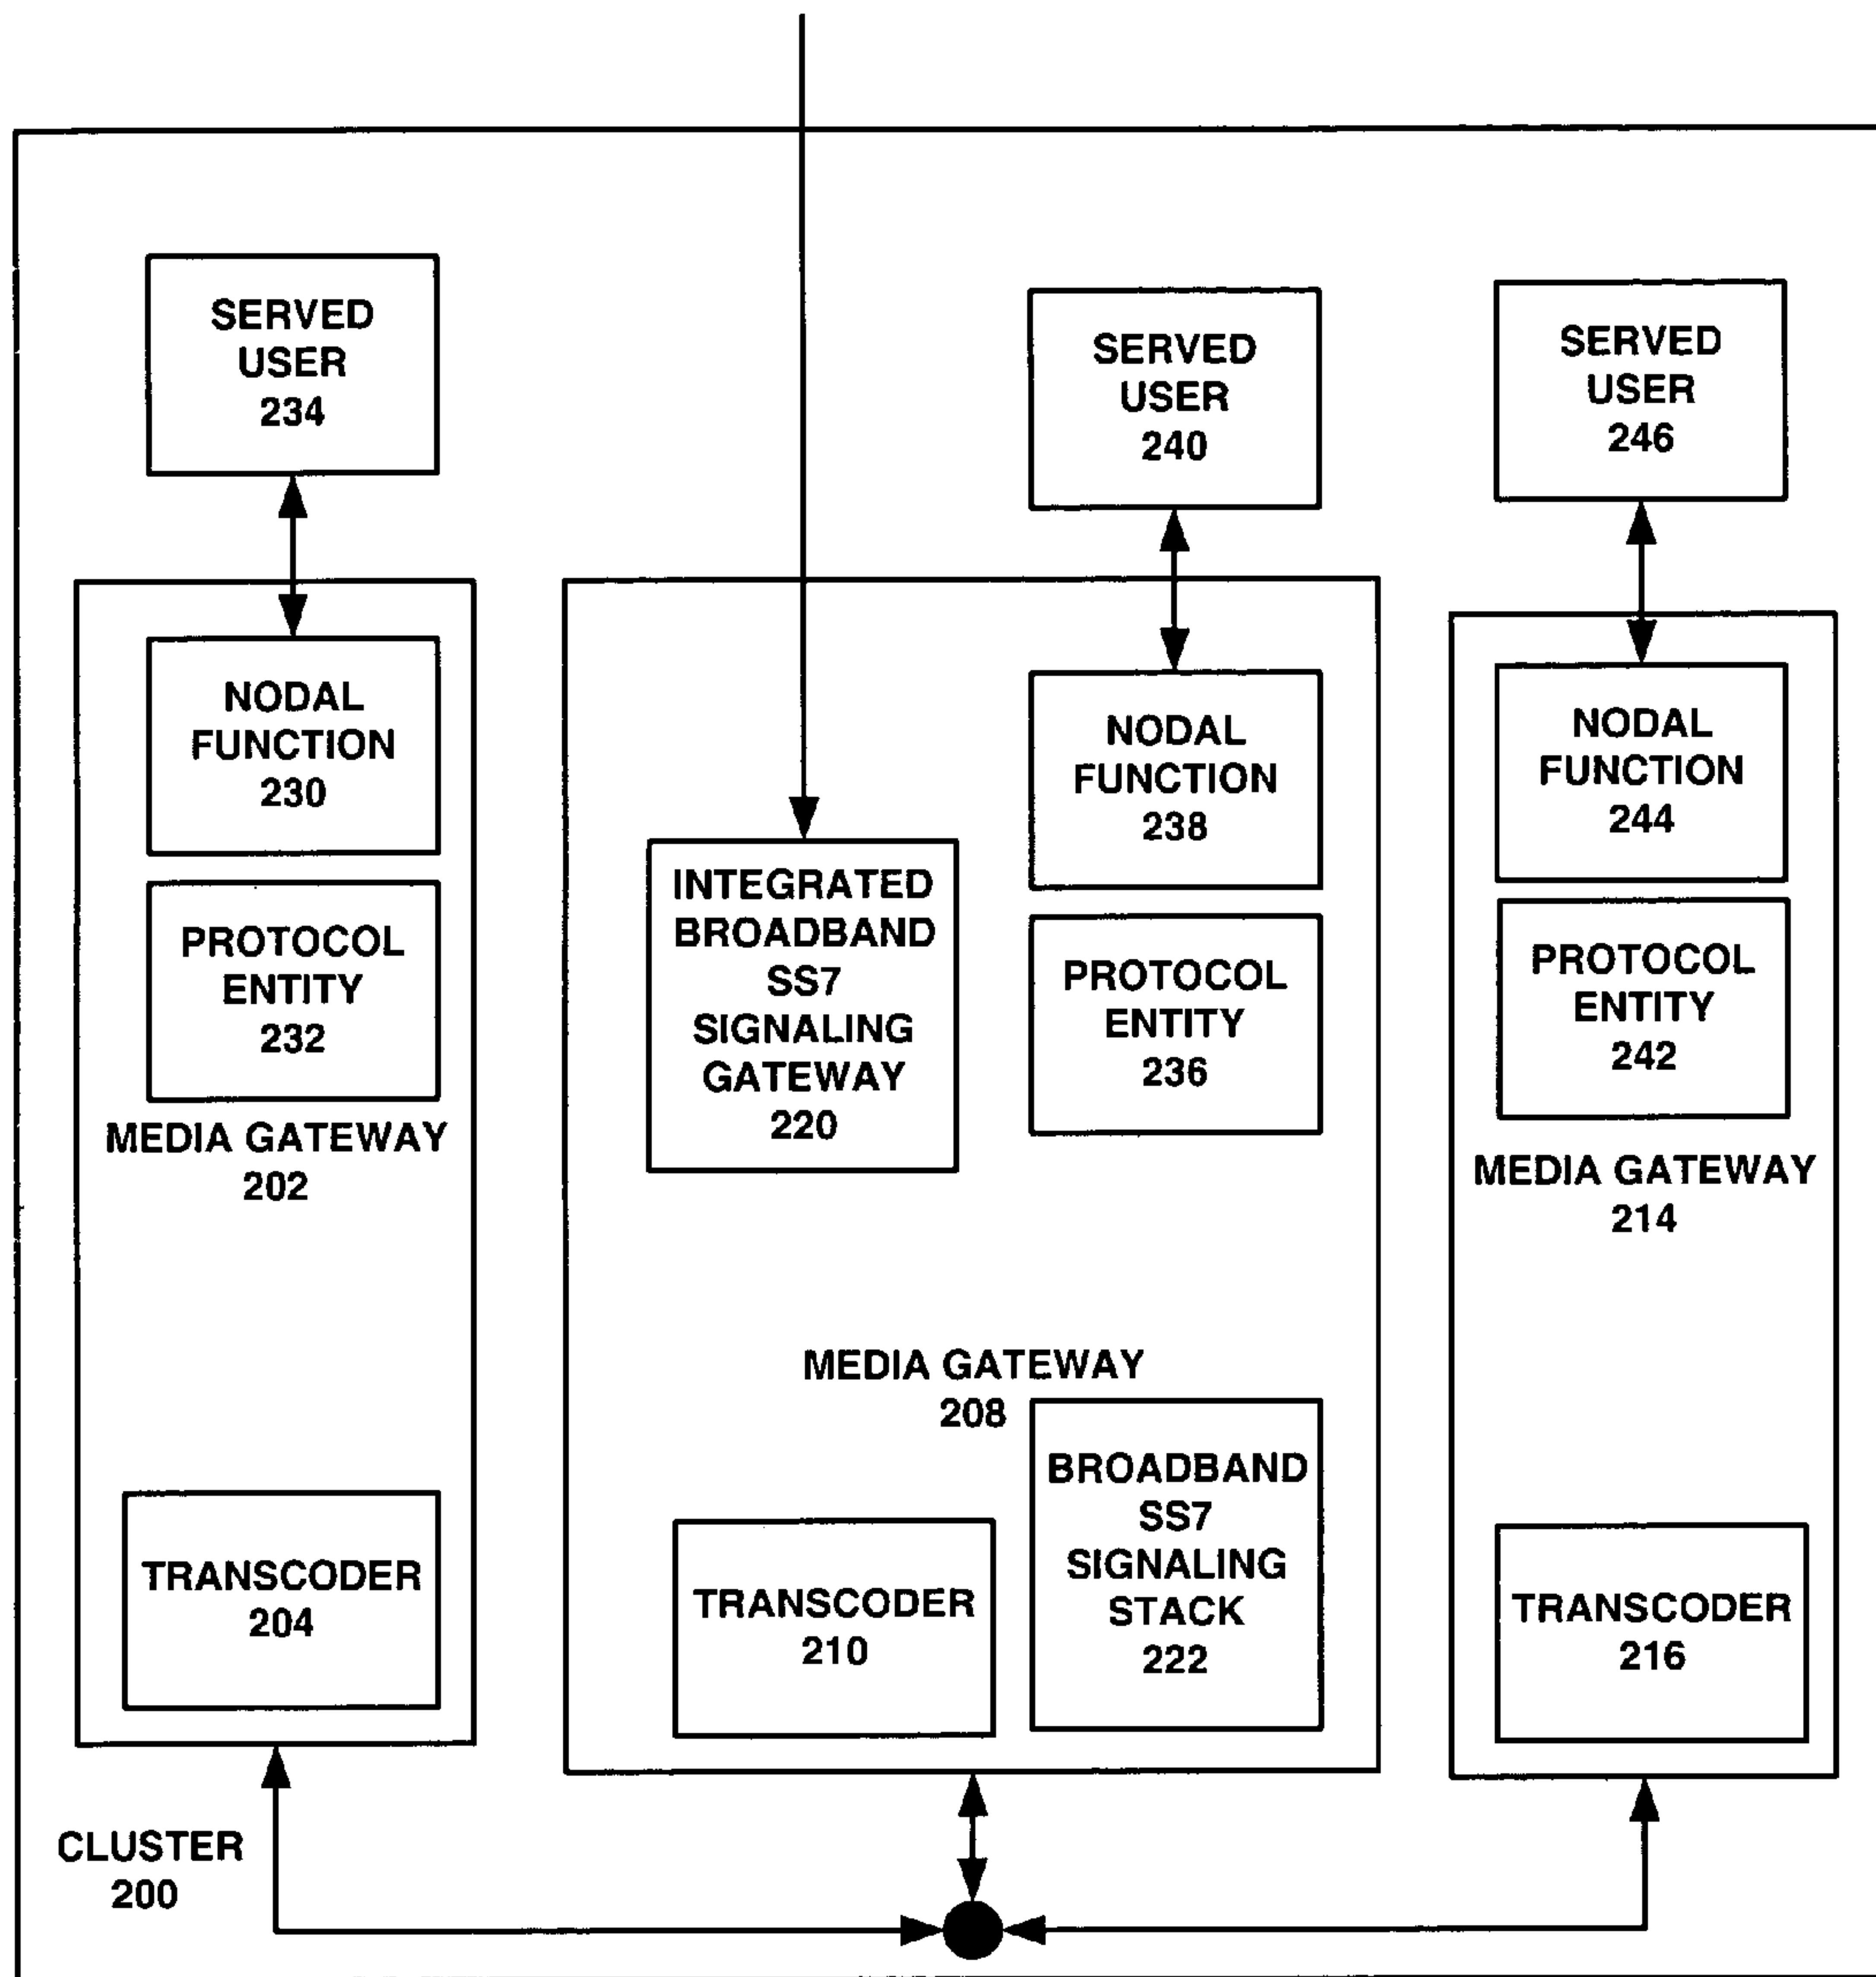 SERVED
USER
234
NODAL
FUNCTION
230
PROTOCOL
ENTITY
232
MEDIA GATEWAY
202
TRANSCODER
204
SERVED
USER
240
INTEGRATED
BROADBAND
SS7
SIGNALING
GATEWAY
220
NODAL
FUNCTION
238
PROTOCOL
ENTITY
236
MEDIA GATEWAY
208
TRANSCODER
210
BROADBAND
SS7
SIGNALING
STACK
222
SERVED
USER
246
NODAL
FUNCTION
244
PROTOCOL
ENTITY
242
MEDIA GATEWAY
214
TRANSCODER
216
CLUSTER
200